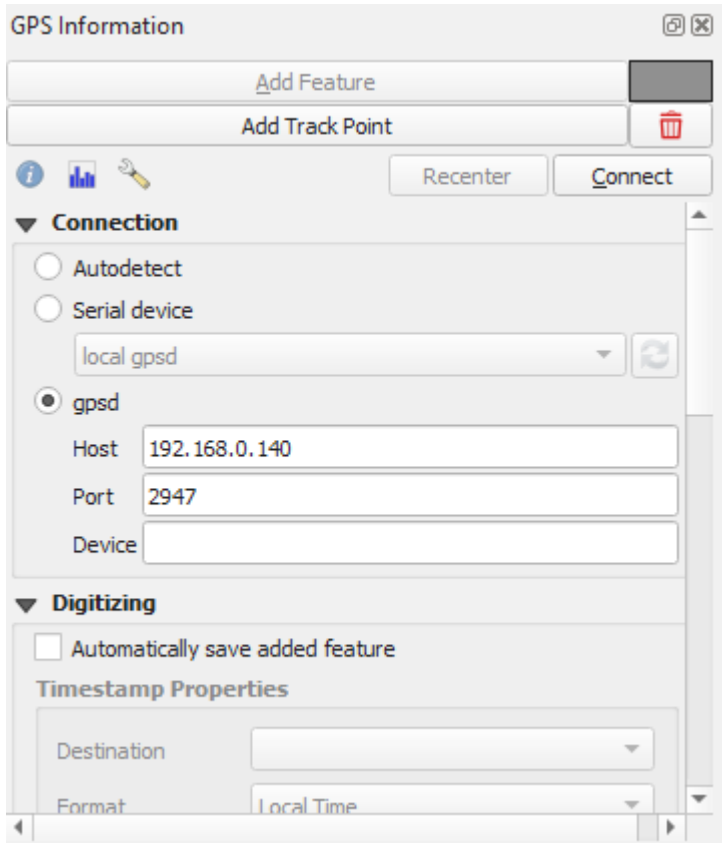 GPS Information
Add Feature
Add Track Point
Recenter Connect
Connection
Autodetect
Serial device
local gpsd
gpsd
Host 192.168.0.140
Port 2947
Device
Digitizing
Automatically save added feature
Timestamp Properties
Destination
Format Local Time